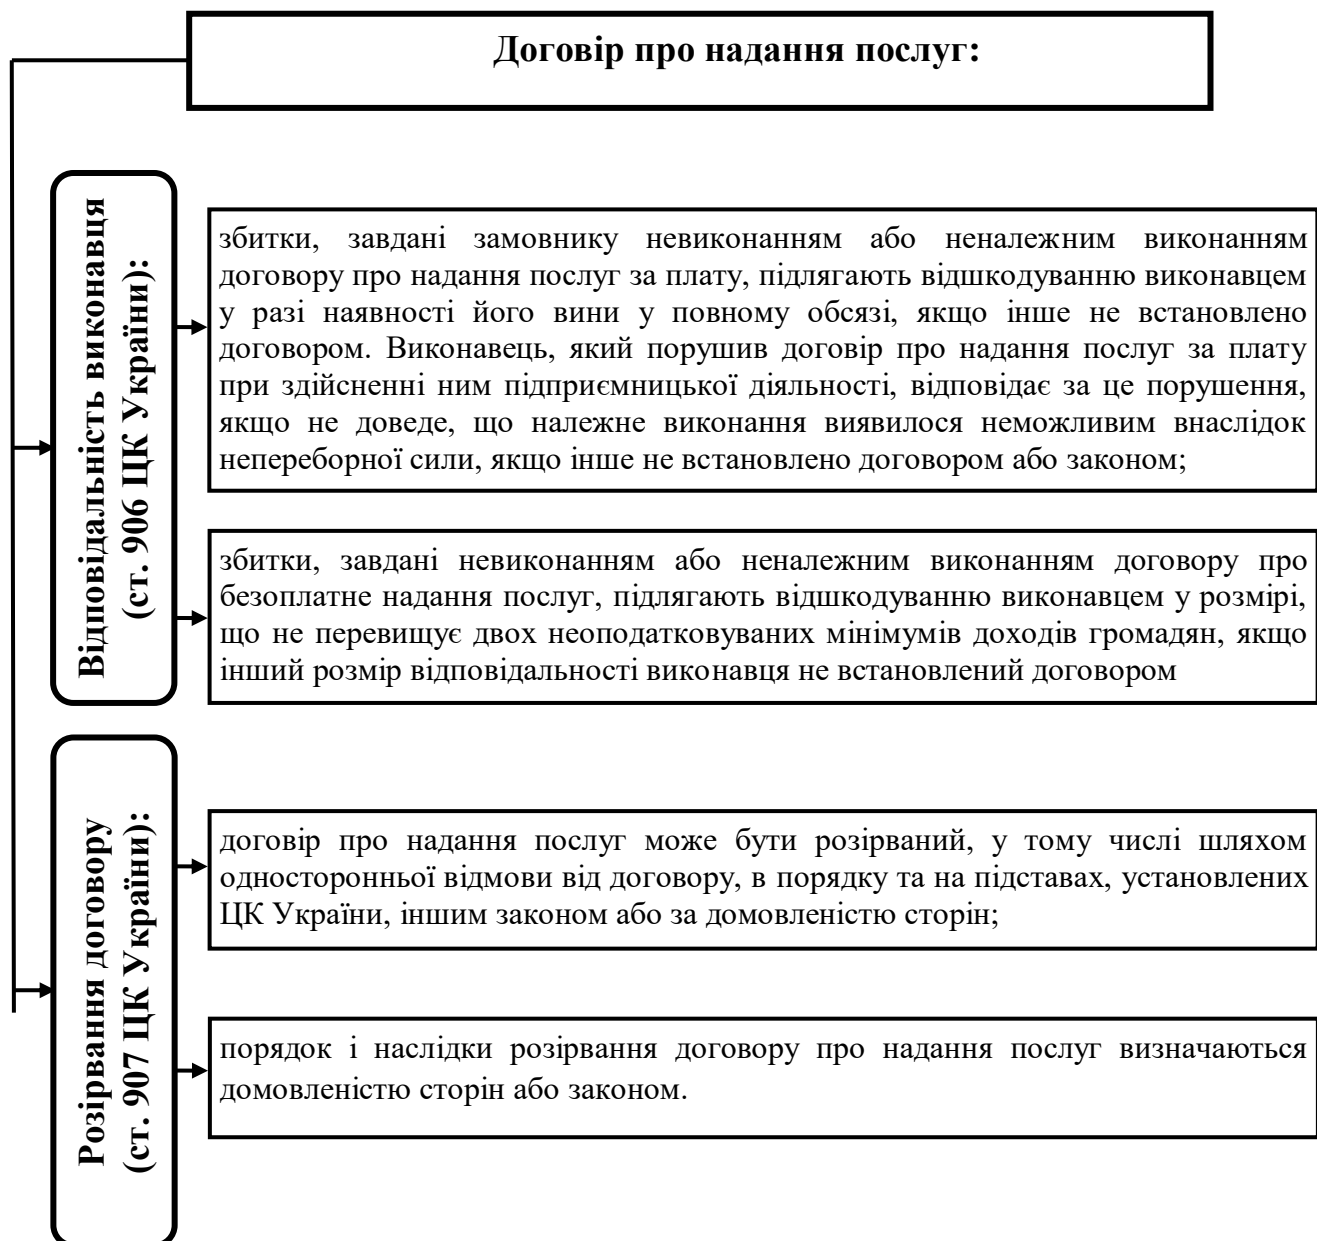 Договір про надання послуг:
Відповідальність виконавця
(ст. 906 ЦК України):
збитки, завдані замовнику невиконанням або неналежним виконанням
договору про надання послуг за плату, підлягають відшкодуванню виконавцем
у разі наявності його вини у повному обсязі, якщо інше не встановлено
договором. Виконавець, який порушив договір про надання послуг за плату
при здійсненні ним підприємницької діяльності, відповідає за це порушення,
якщо не доведе, що належне виконання виявилося неможливим внаслідок
непереборної сили, якщо інше не встановлено договором або законом;
збитки, завдані невиконанням або неналежним виконанням договору про
безоплатне надання послуг, підлягають відшкодуванню виконавцем у розмірі,
що не перевищує двох неоподатковуваних мінімумів доходів громадян, якщо
інший розмір відповідальності виконавця не встановлений договором
Розірвання договору
(ст. 907 ЦК України):
договір про надання послуг може бути розірваний, у тому числі шляхом
односторонньої відмови від договору, в порядку та на підставах, установлених
ЦК України, іншим законом або за домовленістю сторін;
порядок і наслідки розірвання договору про надання послуг визначаються
домовленістю сторін або законом.